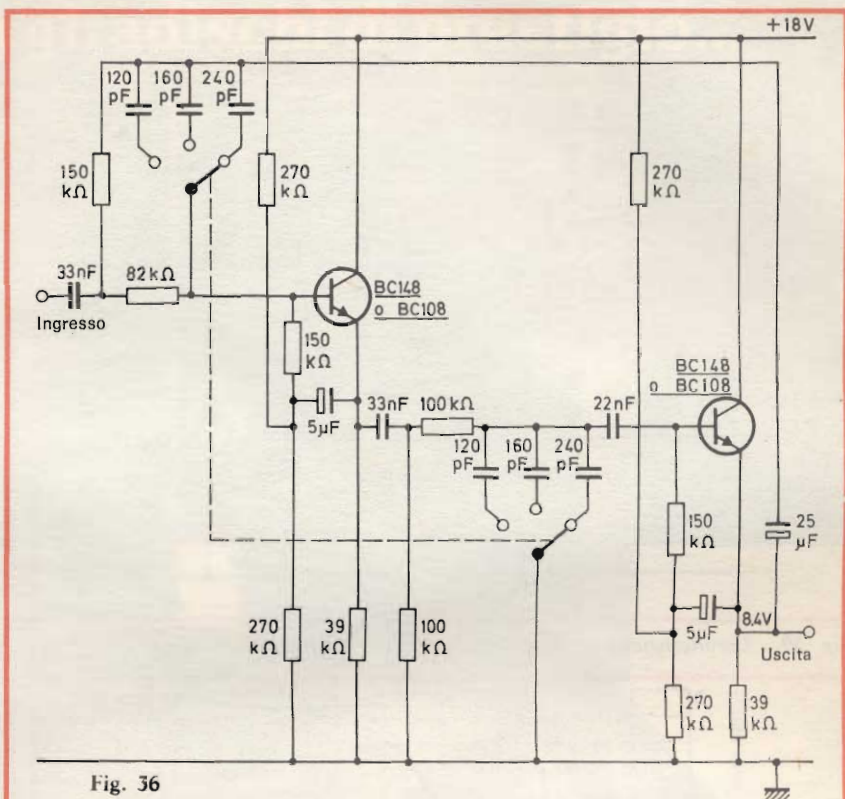 +18V
120 pF
160 pF
240 pF
150 kΩ
270 kΩ
270 kΩ
33nF
82kΩ
Ingresso
BC148
o BC108
150 kΩ
5µF
33nF
100kΩ
120 pF
160 pF
240 pF
22nF
BC148
o BC108
150 kΩ
25 µF
5µF
8.4V
Uscita
270 kΩ
39 kΩ
100 kΩ
270 kΩ
39 kΩ
Fig. 36